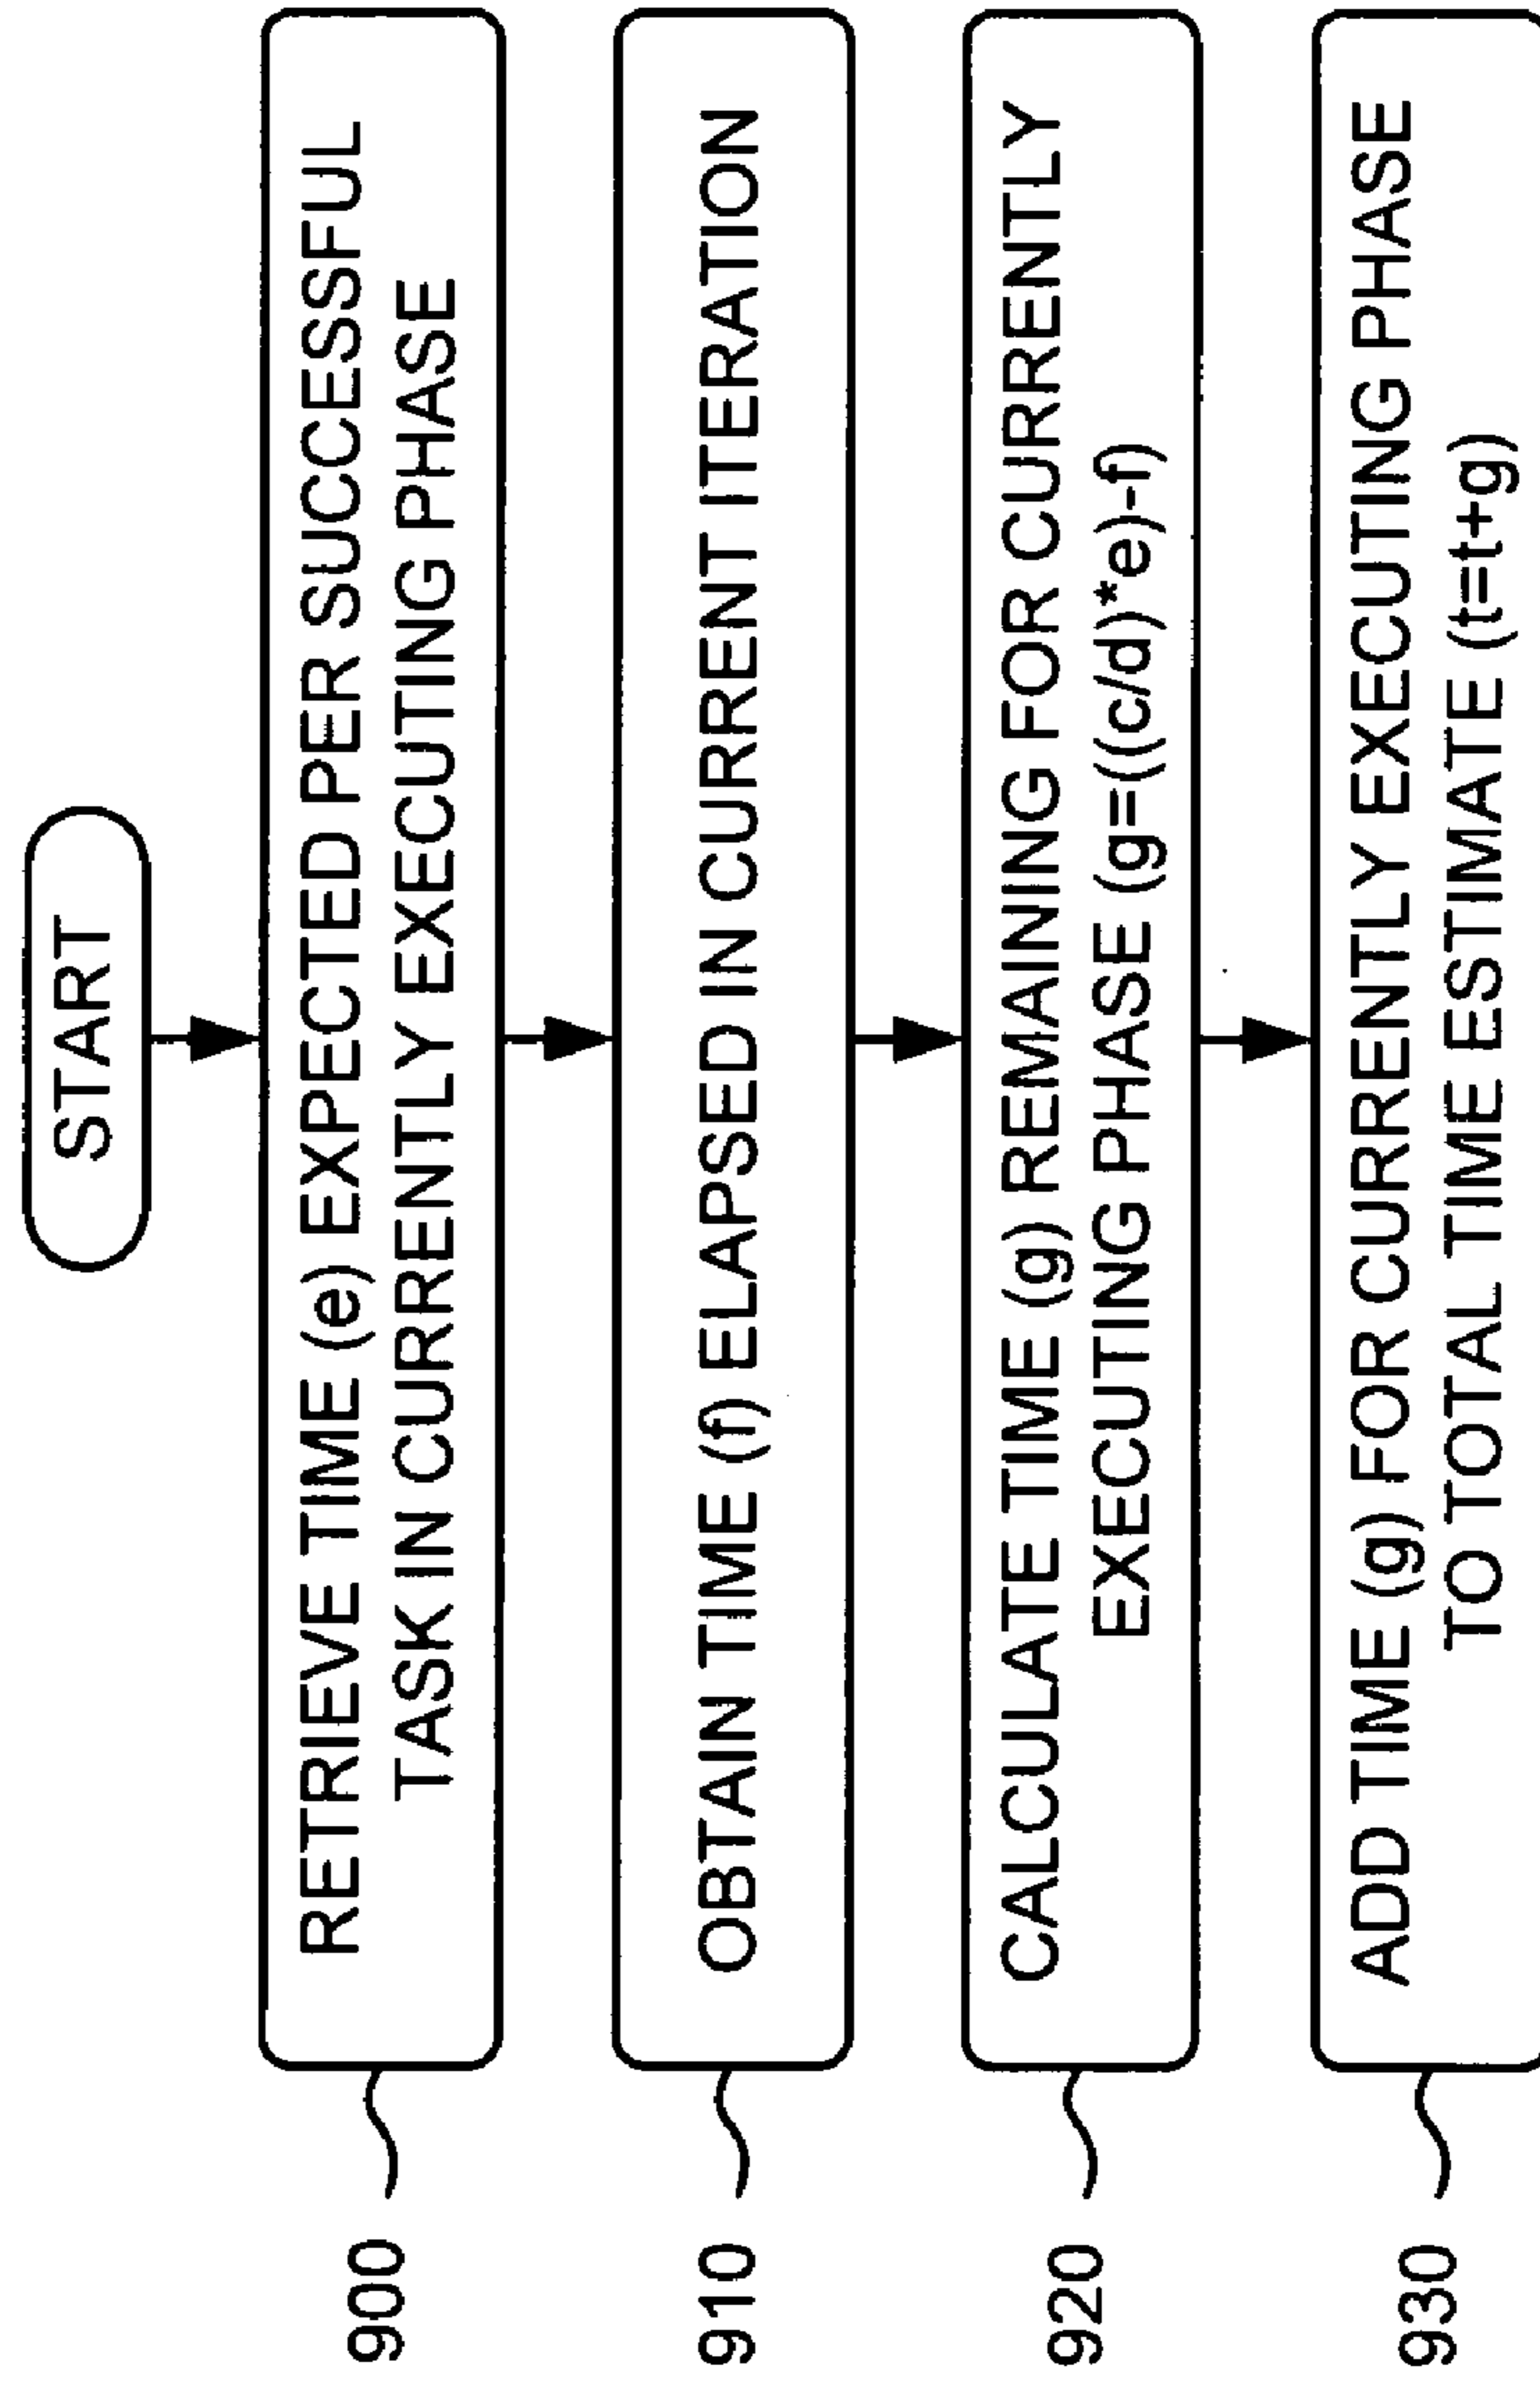 START
900
RETRIEVE TIME (e) EXPECTED PER SUCCESSFUL
TASK IN CURRENTLY EXECUTING PHASE
910
OBTAIN TIME (f) ELAPSED IN CURRENT ITERATION
920
CALCULATE TIME (g) REMAINING FOR CURRENTLY
EXECUTING PHASE (g=((c/d)*e)-f)
930
ADD TIME (g) FOR CURRENTLY EXECUTING PHASE
TO TOTAL TIME ESTIMATE (t=t+g)